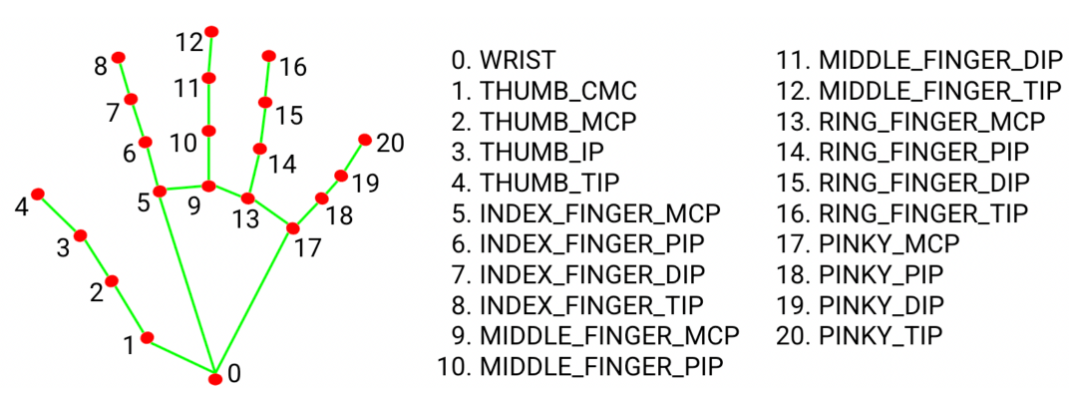 12
8
16
11
7
15
10
6
14
20
19
4
5
9
13
18
3
17
2
1
0
0. WRIST
1. THUMB_CMC
2. THUMB_MCP
3. THUMB_IP
4. THUMB_TIP
5. INDEX_FINGER_MCP
6. INDEX_FINGER_PIP
7. INDEX_FINGER_DIP
8. INDEX_FINGER_TIP
9. MIDDLE_FINGER_MCP
10. MIDDLE_FINGER_PIP
11. MIDDLE_FINGER_DIP
12. MIDDLE_FINGER_TIP
13. RING_FINGER_MCP
14. RING_FINGER_PIP
15. RING_FINGER_DIP
16. RING_FINGER_TIP
17. PINKY_MCP
18. PINKY_PIP
19. PINKY_DIP
20. PINKY_TIP